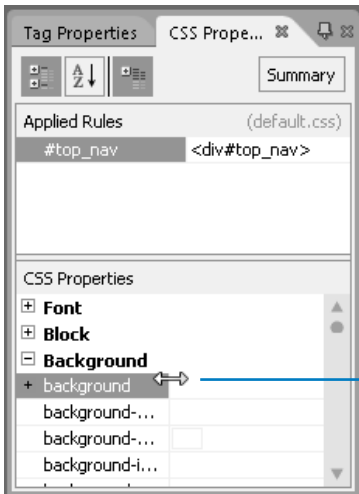 Tag Properties CSS Prope...
Summary
Applied Rules (default.css)
#top_nav <div#top_nav>
CSS Properties
Font
Block
Background
background
background-...
background-...
background-i...